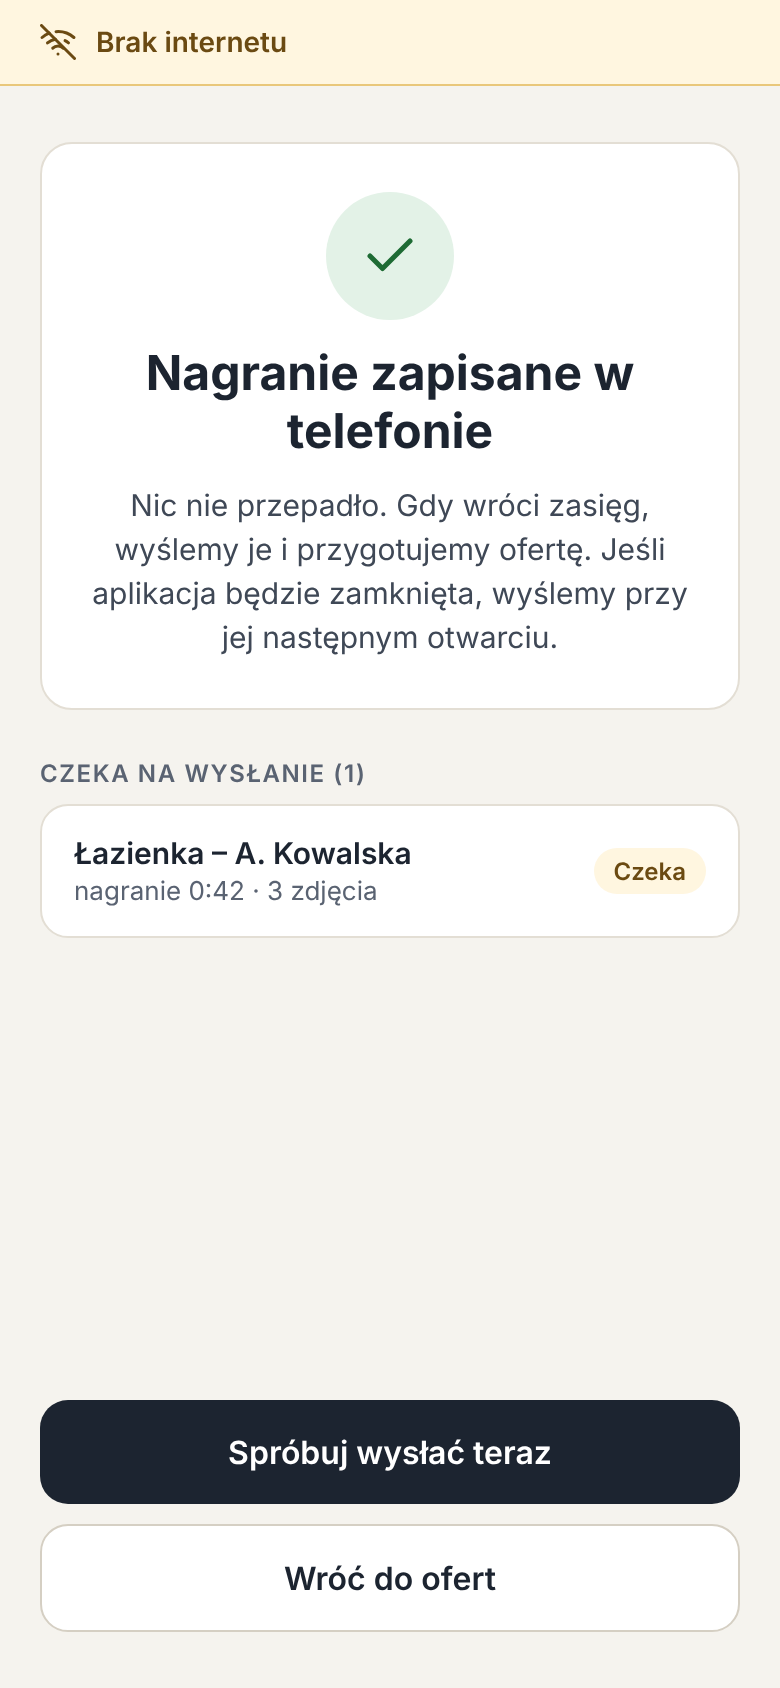 Brak internetu
Nagranie zapisane w
telefonie
Nic nie przepadło. Gdy wróci zasięg,
wyślemy je i przygotujemy ofertę. Jeśli
aplikacja będzie zamknięta, wyślemy przy
jej następnym otwarciu.
CZEKA NA WYSŁANIE (1)
Łazienka – A. Kowalska
nagranie 0:42 · 3 zdjęcia
Czeka
Spróbuj wysłać teraz
Wróć do ofert